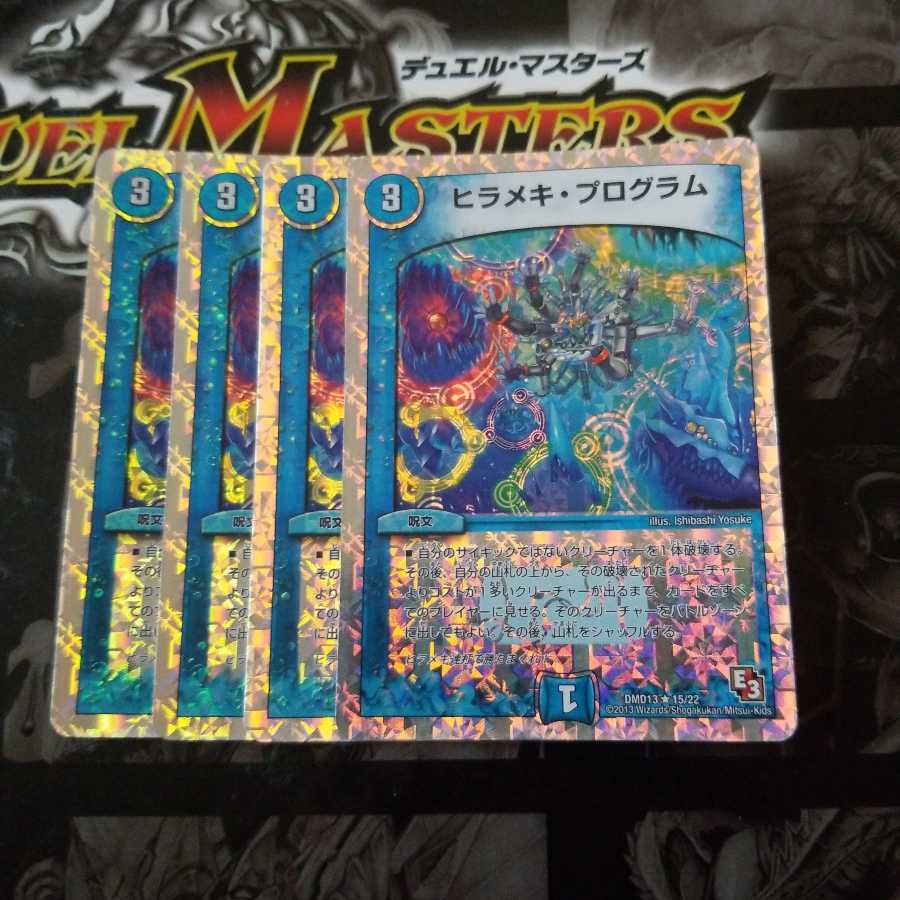 デュエル・マスターズ
UEL MASTERS
3
3
3
3
ヒラメキ・プログラム
illus. Ishibashi Yosuke
呪文
呪文
呪文
呪文
■自分のサイキックではないクリーチャーを1体破壊する。
その後、自分の山札の上から、その破壊されたクリーチャー
よりコストが1多いクリーチャーが出るまで、カードをすべ
てのプレイヤーに見せる。そのクリーチャーをバトルゾーン
に出してもよい。その後、山札をシャッフルする。
1
E3
DMD13★15/22
©2013 Wizards/Shogakukan/Mitsui-Kids